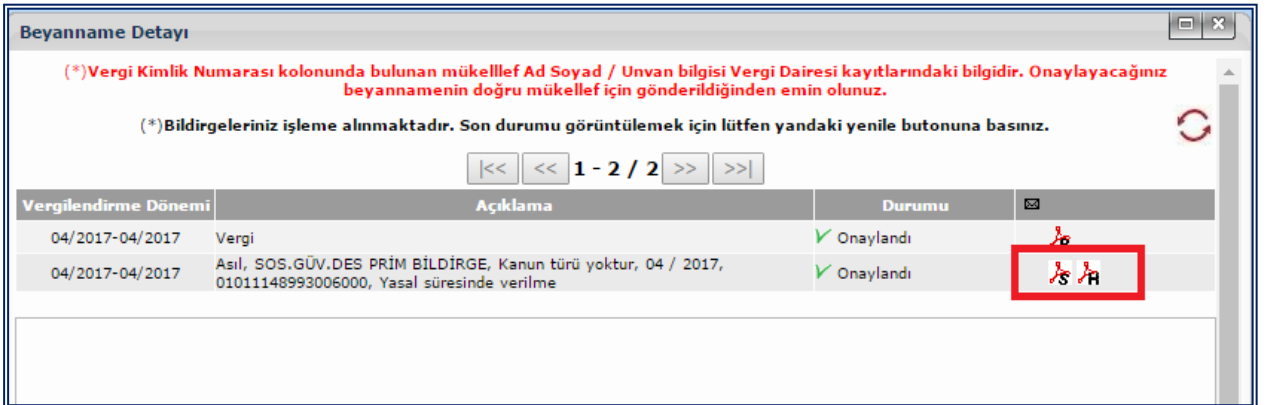 Beyanname Detayı
(*)Vergi Kimlik Numarası kolonunda bulunan mükelllef Ad Soyad / Unvan bilgisi Vergi Dairesi kayıtlarındaki bilgidir. Onaylayacağınız
beyannamenin doğru mükellef için gönderildiğinden emin olunuz.
(*)Bildirgeleriniz işleme alınmaktadır. Son durumu görüntülemek için lütfen yandaki yenile butonuna basınız.
|<< << 1 - 2 / 2 >> >>|
Vergilendirme Dönemi Açıklama Durumu
04/2017-04/2017 Vergi Onaylandı
04/2017-04/2017 Asıl, SOS.GÜV.DES PRİM BİLDİRGE, Kanun türü yoktur, 04 / 2017, Onaylandı S H
01011148993006000, Yasal süresinde verilme